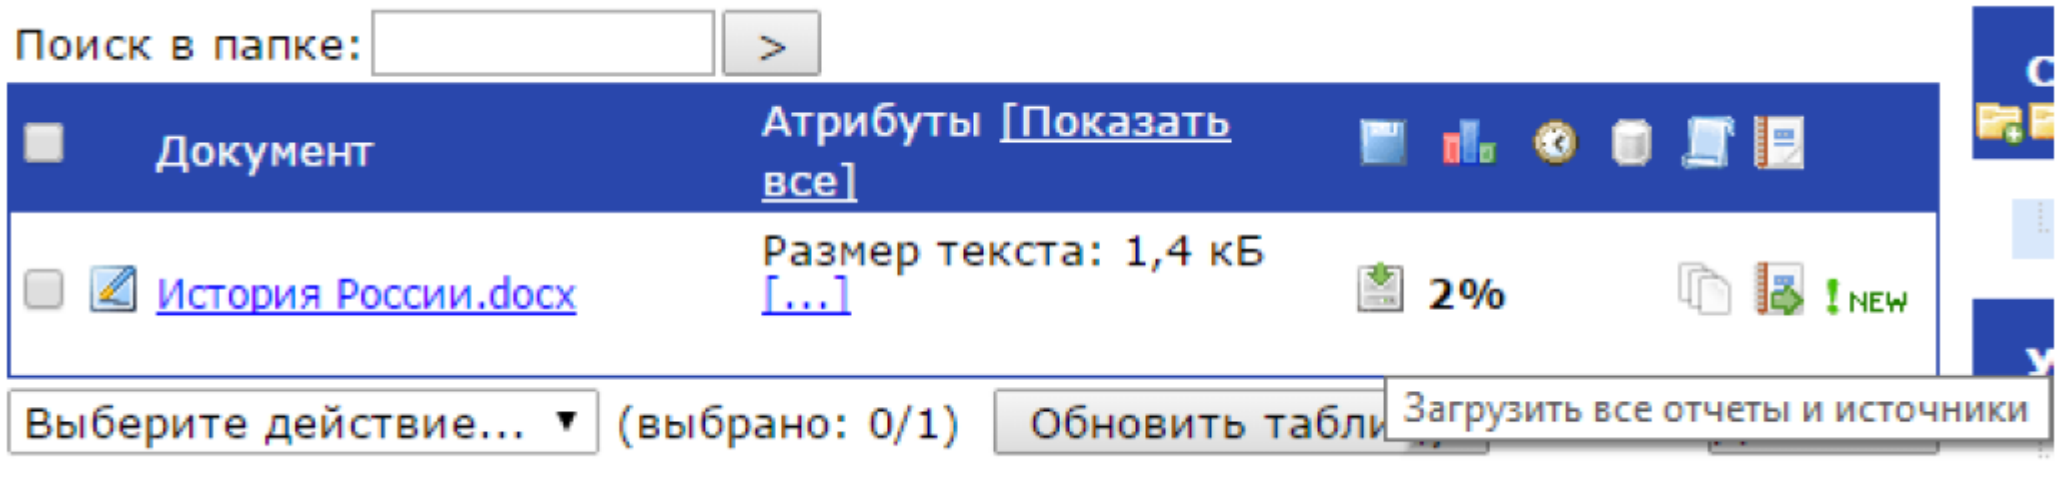 Поиск в папке: >
Документ
Атрибуты [Показать
все]
История России.docx
Размер текста: 1,4 кБ
[...]
2%
! NEW
Выберите действие... ▼ (выбрано: 0/1) Обновить
Загрузить все отчеты и источники